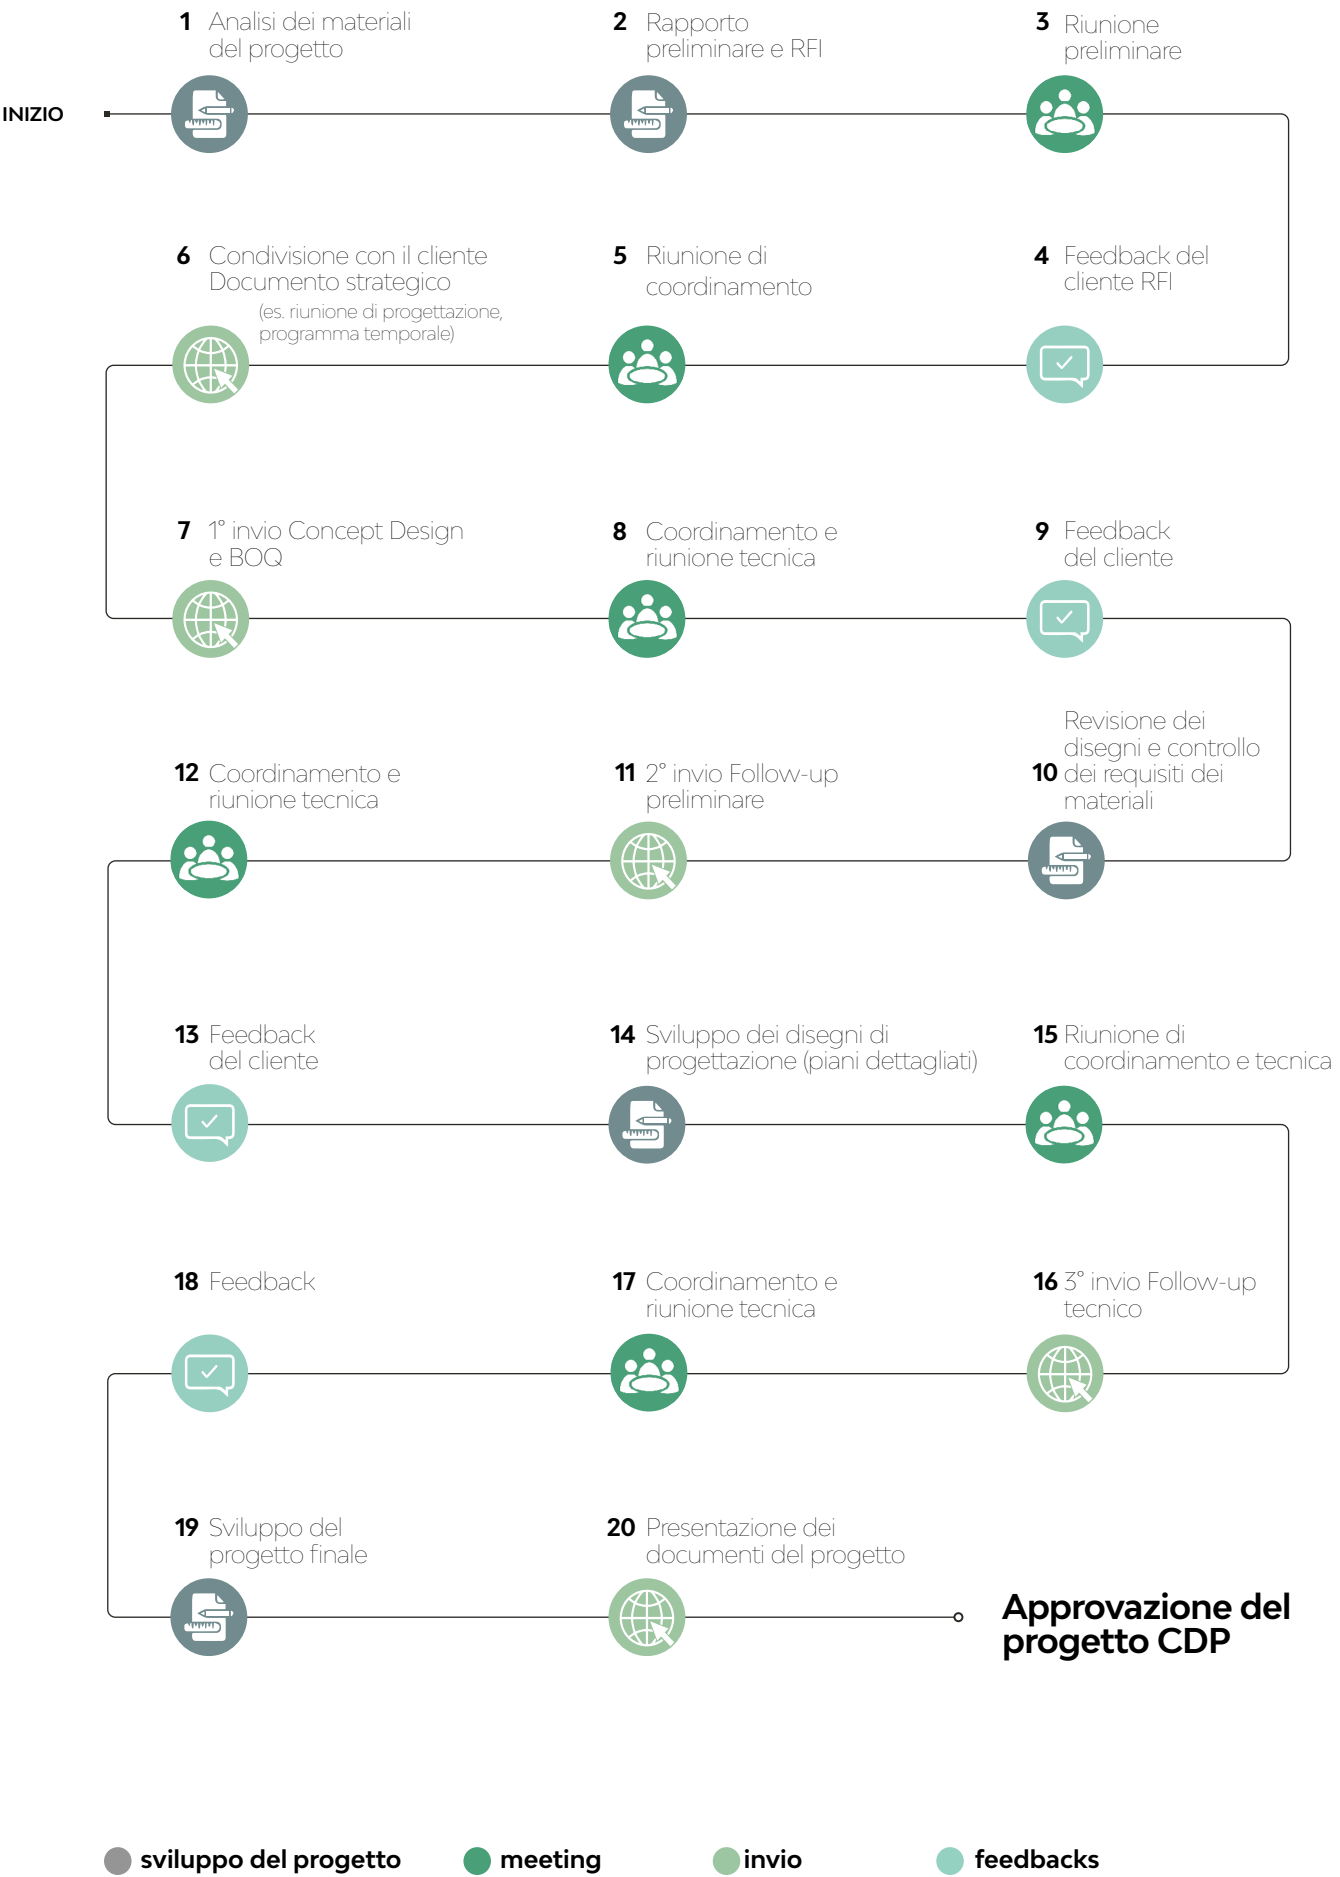 1 Analisi dei materiali
del progetto
2 Rapporto
preliminare e RFI
3 Riunione
preliminare
INIZIO
6 Condivisione con il cliente
Documento strategico
(es. riunione di progettazione,
programma temporale)
5 Riunione di
coordinamento
4 Feedback del
cliente RFI
7 1° invio Concept Design
e BOQ
8 Coordinamento e
riunione tecnica
9 Feedback
del cliente
12 Coordinamento e
riunione tecnica
11 2° invio Follow-up
preliminare
Revisione dei
disegni e controllo
10 dei requisiti dei
materiali
13 Feedback
del cliente
14 Sviluppo dei disegni di
progettazione (piani dettagliati)
15 Riunione di
coordinamento e tecnica
18 Feedback
17 Coordinamento e
riunione tecnica
16 3° invio Follow-up
tecnico
19 Sviluppo del
progetto finale
20 Presentazione dei
documenti del progetto
Approvazione del
progetto CDP
sviluppo del progetto
meeting
invio
feedbacks